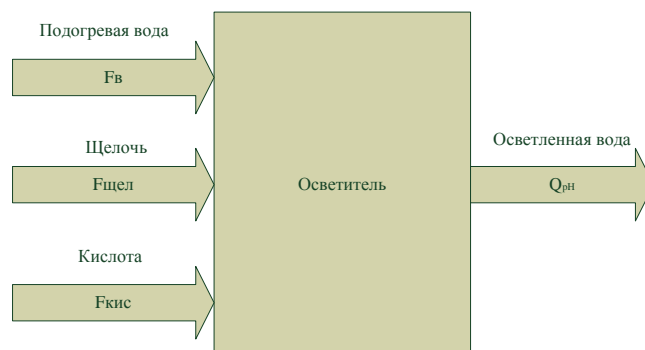 Подогревая вода
Fв
Щелочь
Fщел
Кислота
Fкис
Осветитель
Осветленная вода
QpH